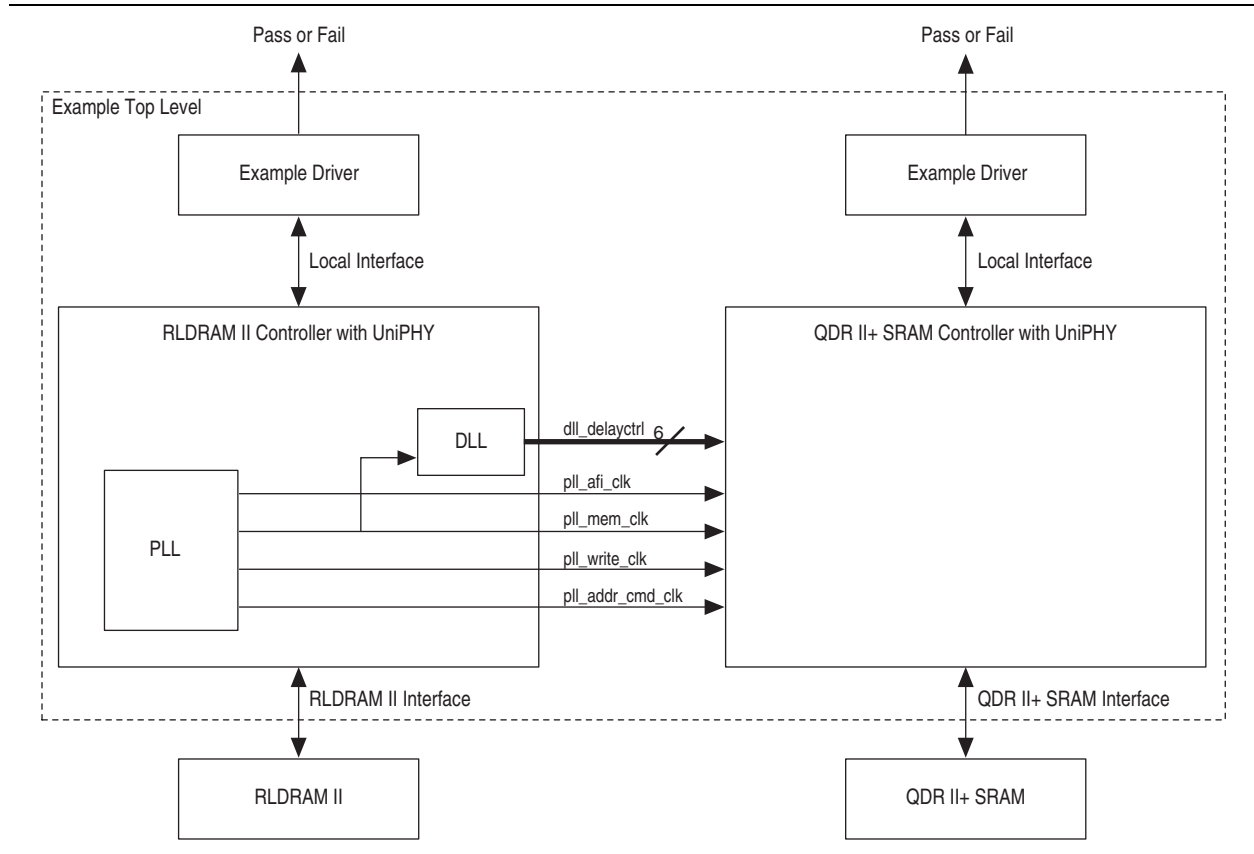 Pass or Fail
Pass or Fail
Example Top Level
Example Driver
Example Driver
Local Interface
Local Interface
RLDRAM II Controller with UniPHY
QDR II+ SRAM Controller with UniPHY
DLL
dll_delayctrl 6
pll_afi_clk
pll_mem_clk
PLL
pll_write_clk
pll_addr_cmd_clk
RLDRAM II Interface
QDR II+ SRAM Interface
RLDRAM II
QDR II+ SRAM